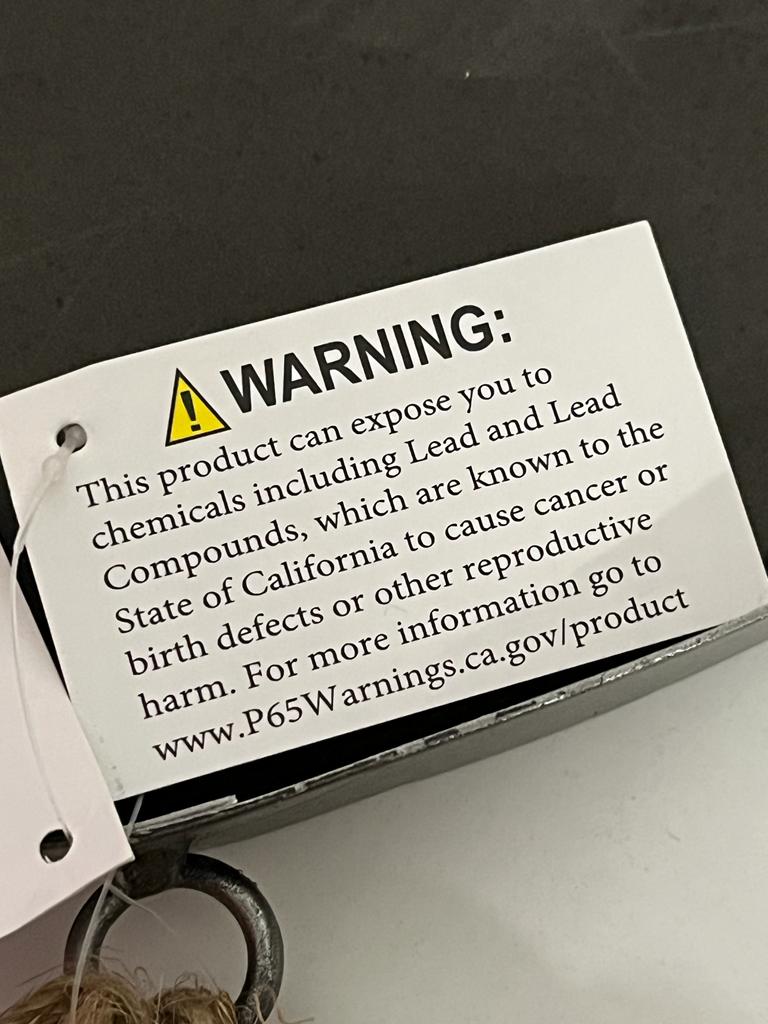 WARNING:
This product can expose you to
chemicals including Lead and Lead
Compounds, which are known to the
State of California to cause cancer or
birth defects or other reproductive
harm. For more information go to
www.P65Warnings.ca.gov/product